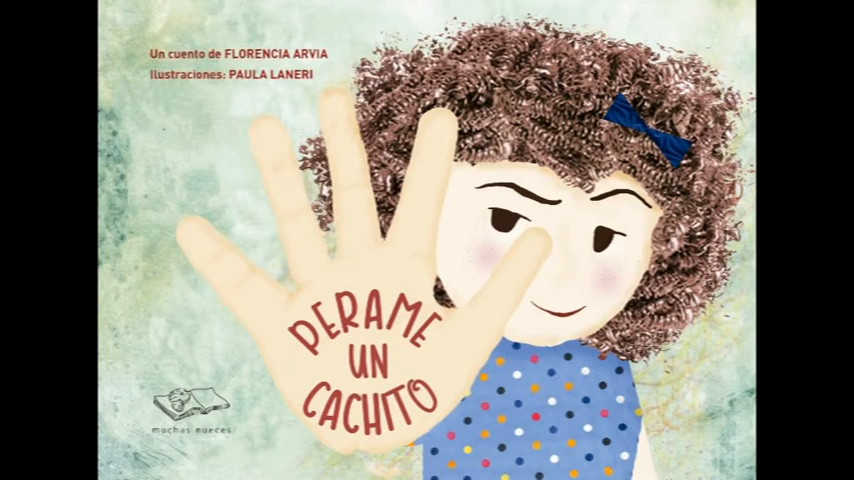 Un cuento de FLORENCIA ARVIA
Ilustraciones: PAULA LANERI
PERAME
UN
CACHITO
muchas nueces